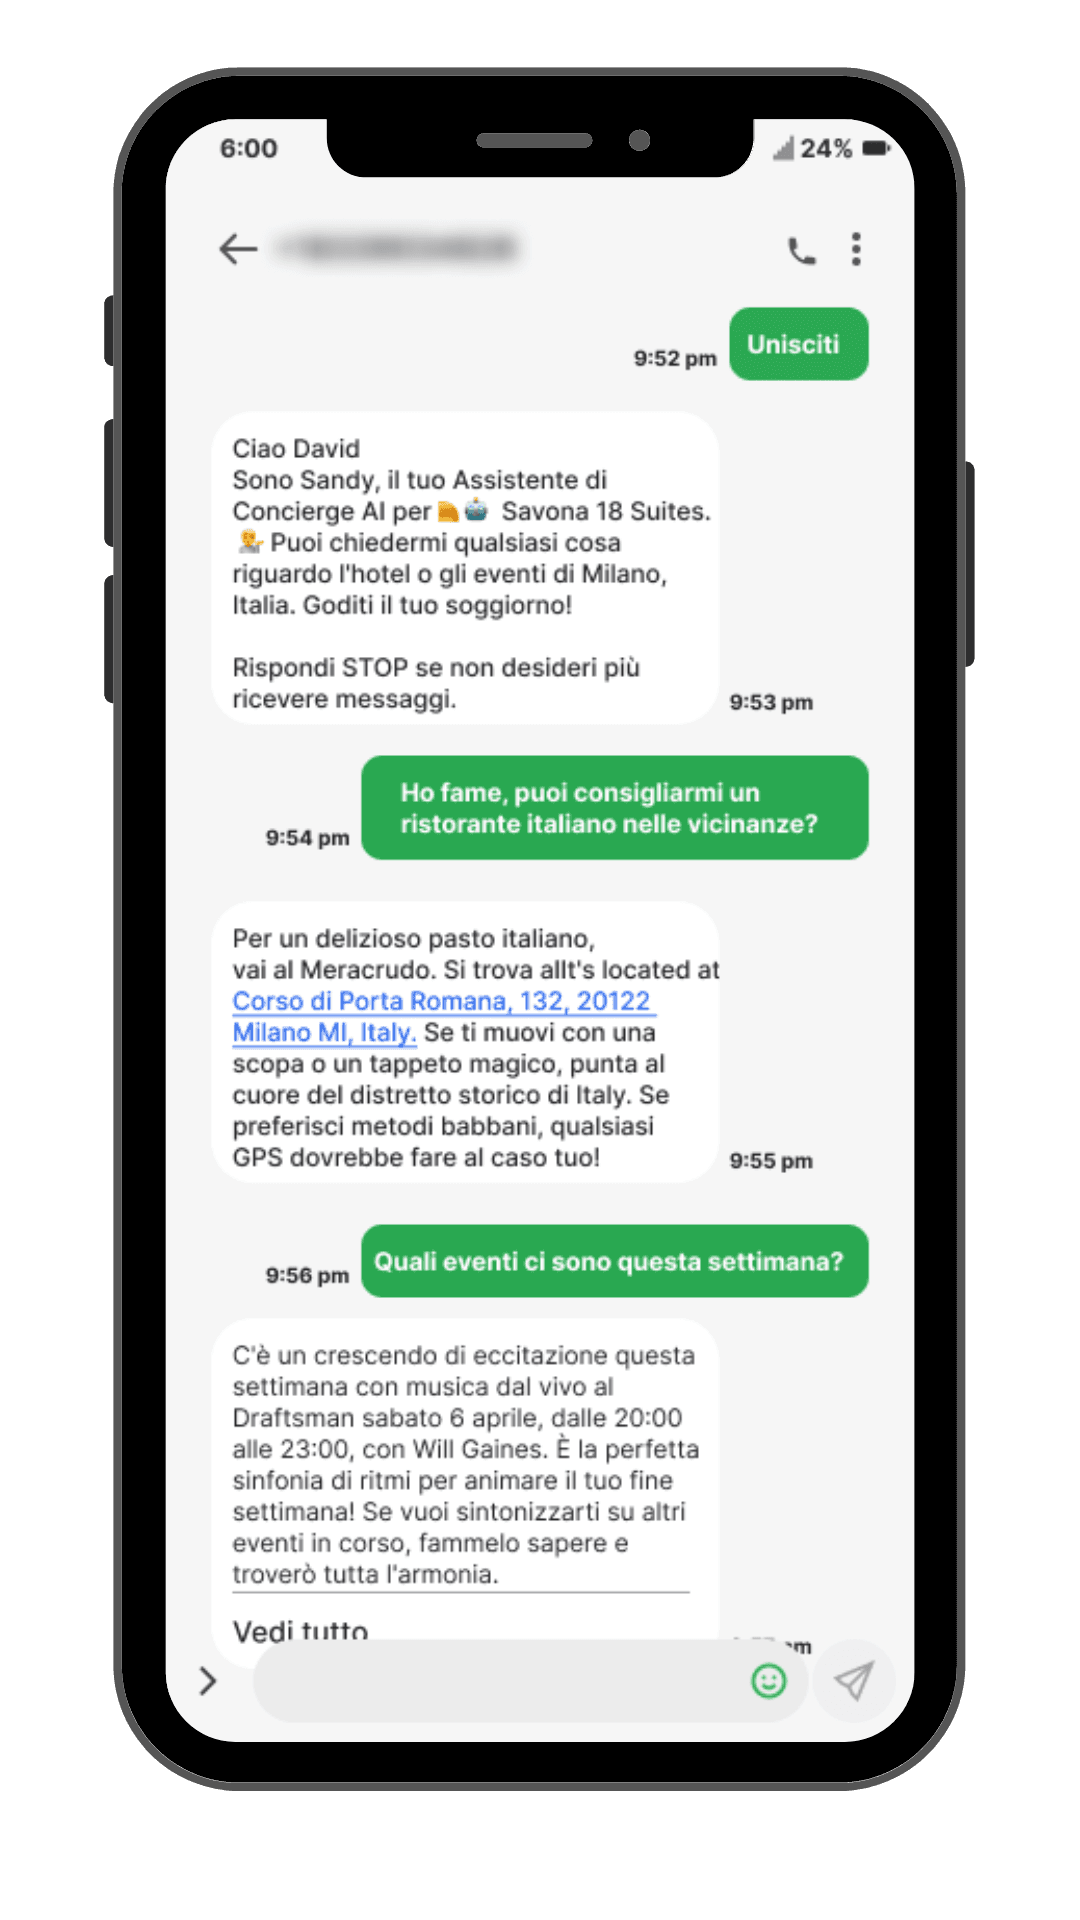 6:00
24%
Unisciti
9:52 pm
Ciao David
Sono Sandy, il tuo Assistente di
Concierge AI per Savona 18 Suites.
Puoi chiedermi qualsiasi cosa
riguardo l'hotel o gli eventi di Milano,
Italia. Goditi il tuo soggiorno!
Rispondi STOP se non desideri più
ricevere messaggi.
9:53 pm
Ho fame, puoi consigliarmi un
ristorante italiano nelle vicinanze?
9:54 pm
Per un delizioso pasto italiano,
vai al Meracrudo. Si trova allt's located at
Corso di Porta Romana, 132, 20122
Milano MI, Italy. Se ti muovi con una
scopa o un tappeto magico, punta al
cuore del distretto storico di Italy. Se
preferisci metodi babbani, qualsiasi
GPS dovrebbe fare al caso tuo!
9:55 pm
Quali eventi ci sono questa settimana?
9:56 pm
C'è un crescendo di eccitazione questa
settimana con musica dal vivo al
Draftsman sabato 6 aprile, dalle 20:00
alle 23:00, con Will Gaines. È la perfetta
sinfonia di ritmi per animare il tuo fine
settimana! Se vuoi sintonizzarti su altri
eventi in corso, fammelo sapere e
troverò tutta l'armonia.
Vedi tutto